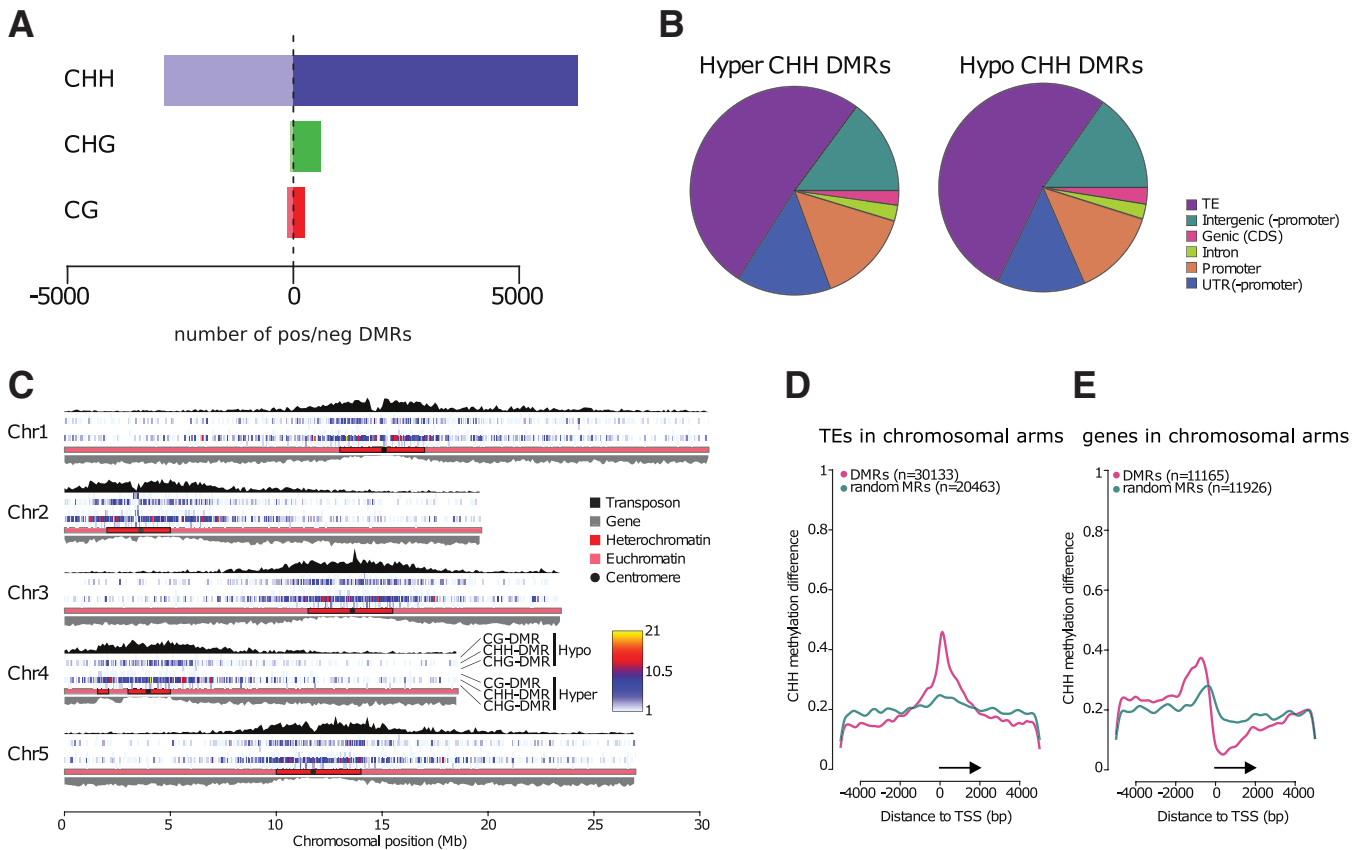 A
CHH
CHG
CG
-5000
0
5000
number of pos/neg DMRs
B
Hyper CHH DMRs
Hypo CHH DMRs
TE
Intergenic (-promoter)
Genic (CDS)
Intron
Promoter
UTR(-promoter)
C
Chr1
Chr2
Chr3
Chr4
Chr5
Transposon
Gene
Heterochromatin
Euchromatin
Centromere
CG-DMR
CHH-DMR
CHG-DMR
Hypo
CG-DMR
CHH-DMR
CHG-DMR
Hyper
21
10.5
1
0 5 10 15 20 25 30
Chromosomal position (Mb)
D
TEs in chromosomal arms
DMRs (n=30133)
random MRs (n=20463)
CHH methylation difference
1
0.8
0.6
0.4
0.2
0
-4000 -2000 0 2000 4000
Distance to TSS (bp)
E
genes in chromosomal arms
DMRs (n=11165)
random MRs (n=11926)
CHH methylation difference
1
0.8
0.6
0.4
0.2
0
-4000 -2000 0 2000 4000
Distance to TSS (bp)